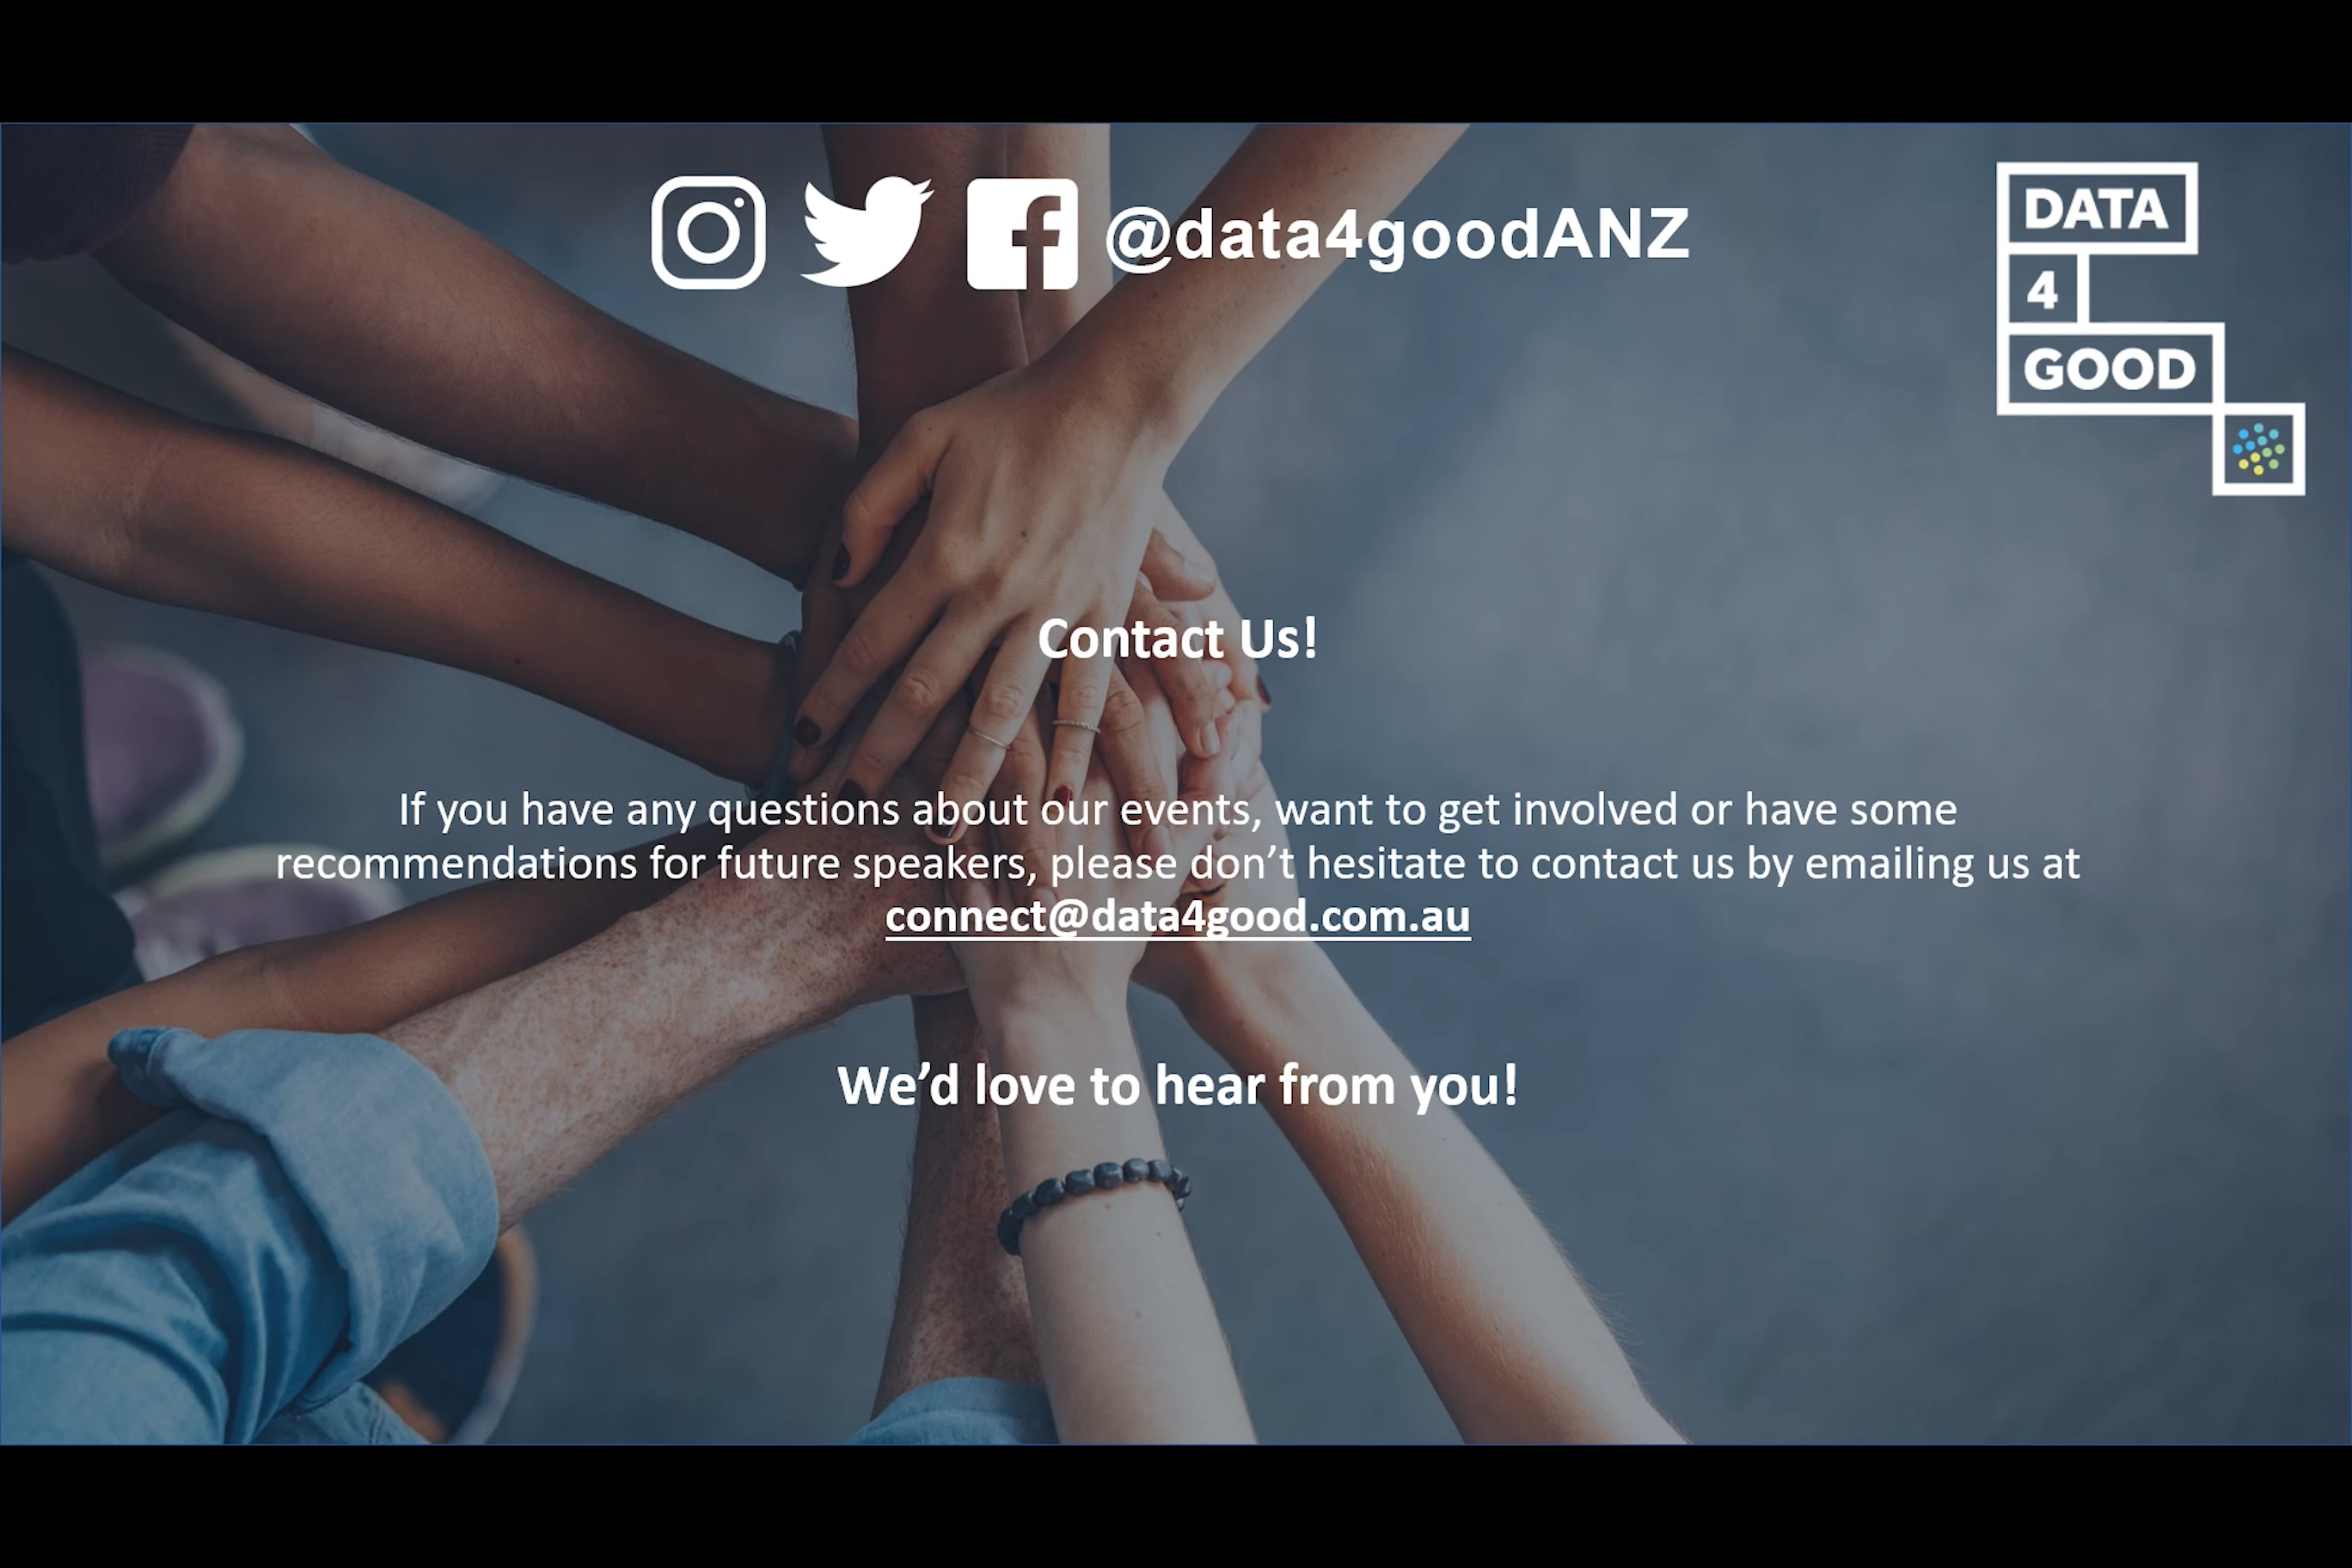 @data4goodANZ
DATA
4
GOOD
Contact Us!
If you have any questions about our events, want to get involved or have some
recommendations for future speakers, please don’t hesitate to contact us by emailing us at
connect@data4good.com.au
We’d love to hear from you!